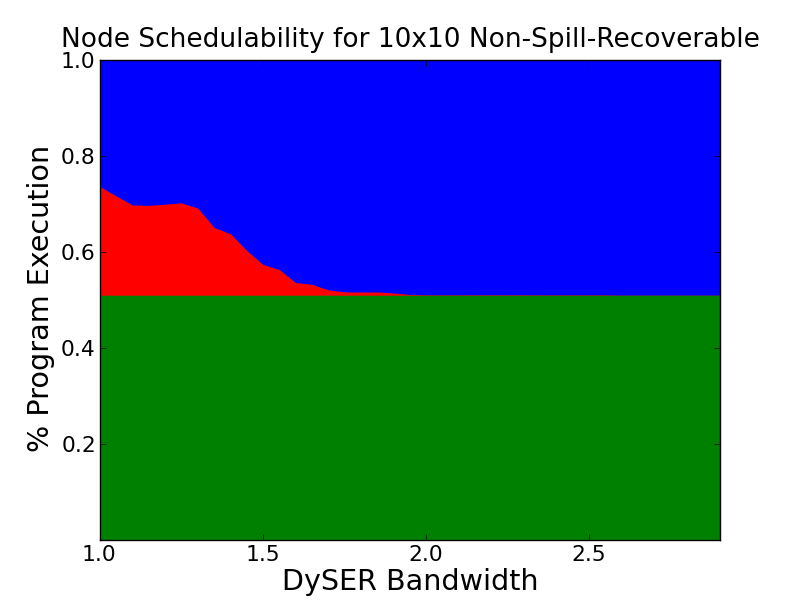 Node Schedulability for 10x10 Non-Spill-Recoverable
1.0
0.8
0.6
0.4
0.2
% Program Execution
1.0 1.5 2.0 2.5
DySER Bandwidth